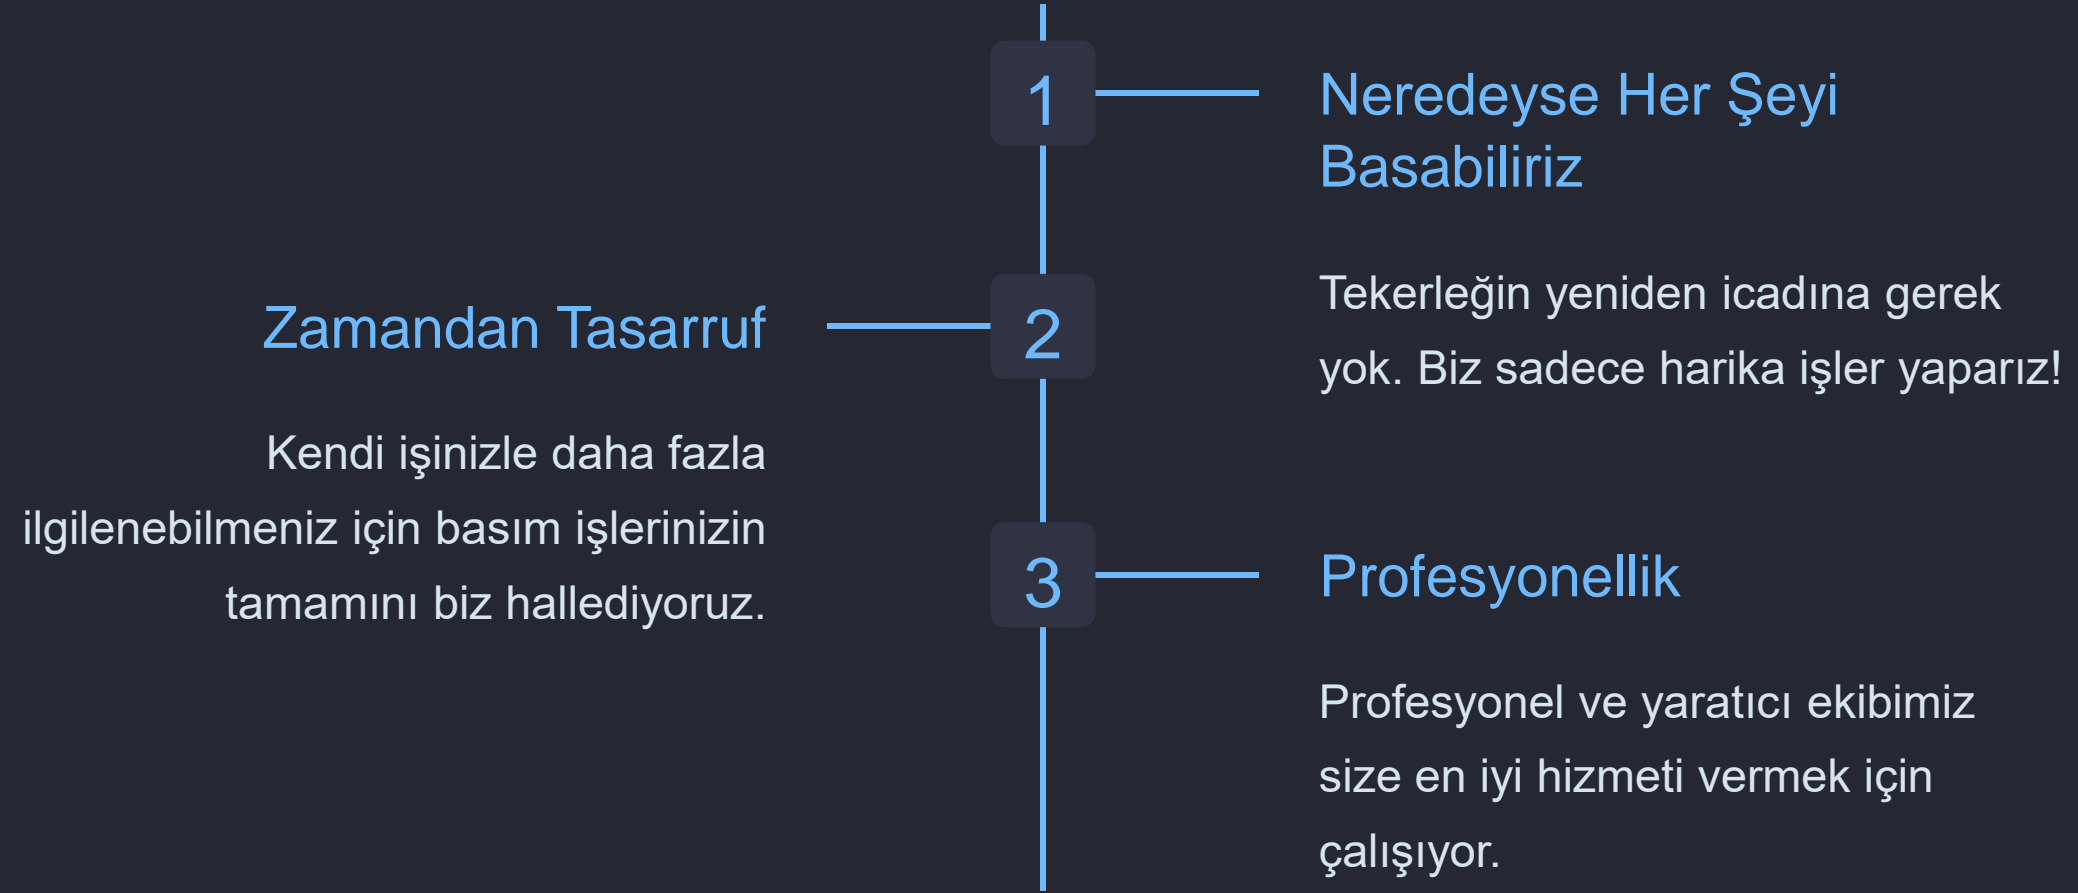 1
Neredeyse Her Şeyi
Basabiliriz
Tekerleğin yeniden icadına gerek
yok. Biz sadece harika işler yaparız!
2
Zamandan Tasarruf
Kendi işinizle daha fazla
ilgilenebilmeniz için basım işlerinizin
tamamını biz hallediyoruz.
3
Profesyonellik
Profesyonel ve yaratıcı ekibimiz
size en iyi hizmeti vermek için
çalışıyor.